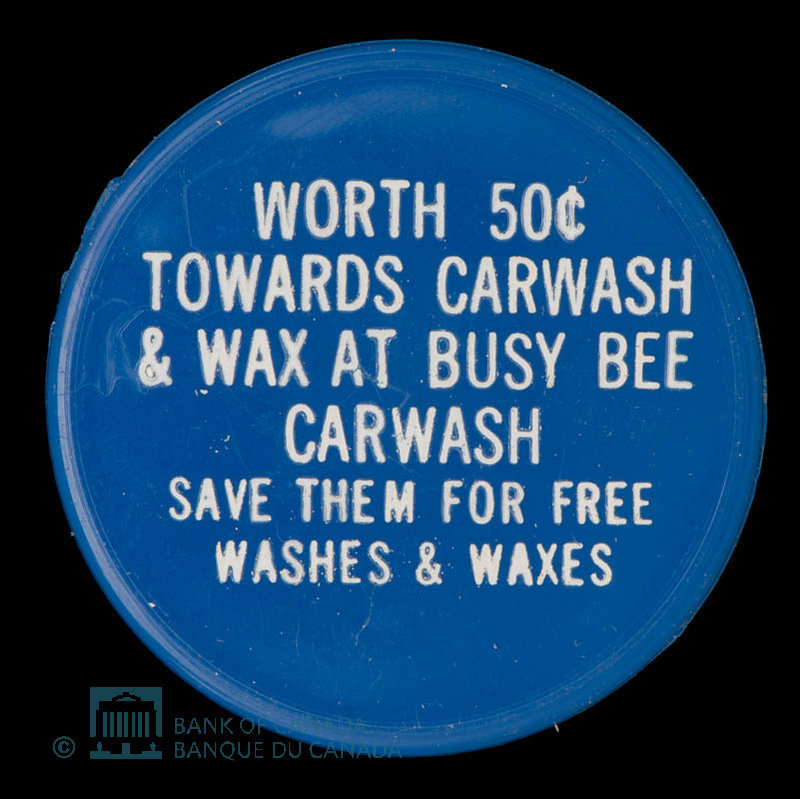 WORTH 50¢
TOWARDS CARWASH
& WAX AT BUSY BEE
CARWASH
SAVE THEM FOR FREE
WASHES & WAXES
© BANK OF CANADA
BANQUE DU CANADA